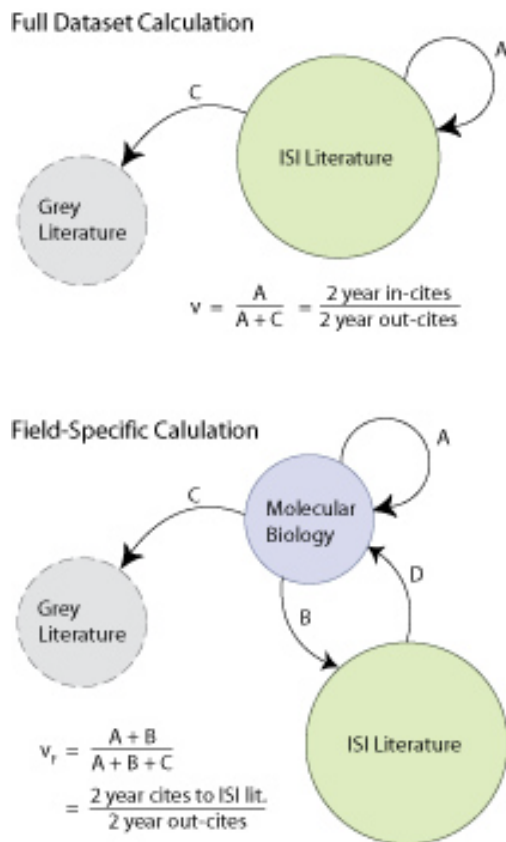 Full Dataset Calculation
A
C
ISI Literature
Grey
Literature
v = A / A + C = 2 year in-cites / 2 year out-cites
Field-Specific Calulation
A
C
Molecular
Biology
Grey
Literature
D
B
ISI Literature
vr = A + B / A + B + C
= 2 year cites to ISI lit. / 2 year out-cites